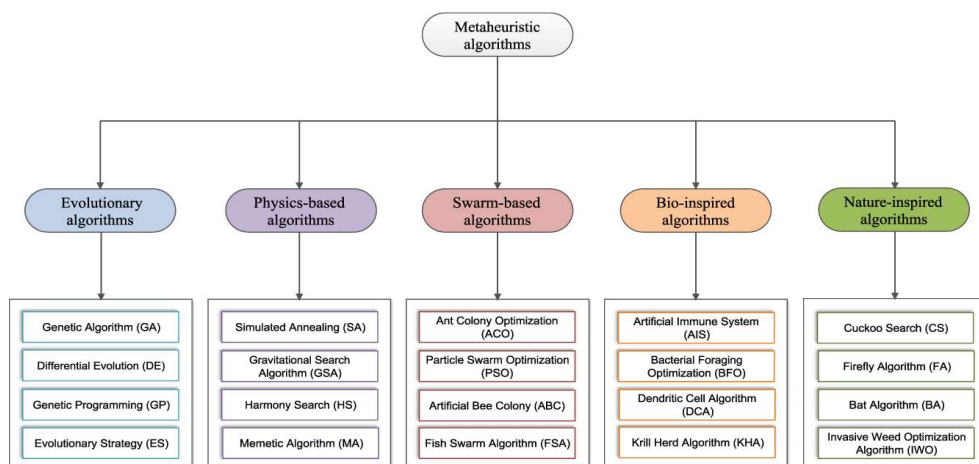 Metaheuristic
algorithms
Evolutionary
algorithms
Physics-based
algorithms
Swarm-based
algorithms
Bio-inspired
algorithms
Nature-inspired
algorithms
Genetic Algorithm (GA)
Differential Evolution (DE)
Genetic Programming (GP)
Evolutionary Strategy (ES)
Simulated Annealing (SA)
Gravitational Search
Algorithm (GSA)
Harmony Search (HS)
Memetic Algorithm (MA)
Ant Colony Optimization
(ACO)
Particle Swarm Optimization
(PSO)
Artificial Bee Colony (ABC)
Fish Swarm Algorithm (FSA)
Artificial Immune System
(AIS)
Bacterial Foraging
Optimization (BFO)
Dendritic Cell Algorithm
(DCA)
Krill Herd Algorithm (KHA)
Cuckoo Search (CS)
Firefly Algorithm (FA)
Bat Algorithm (BA)
Invasive Weed Optimization
Algorithm (IWO)